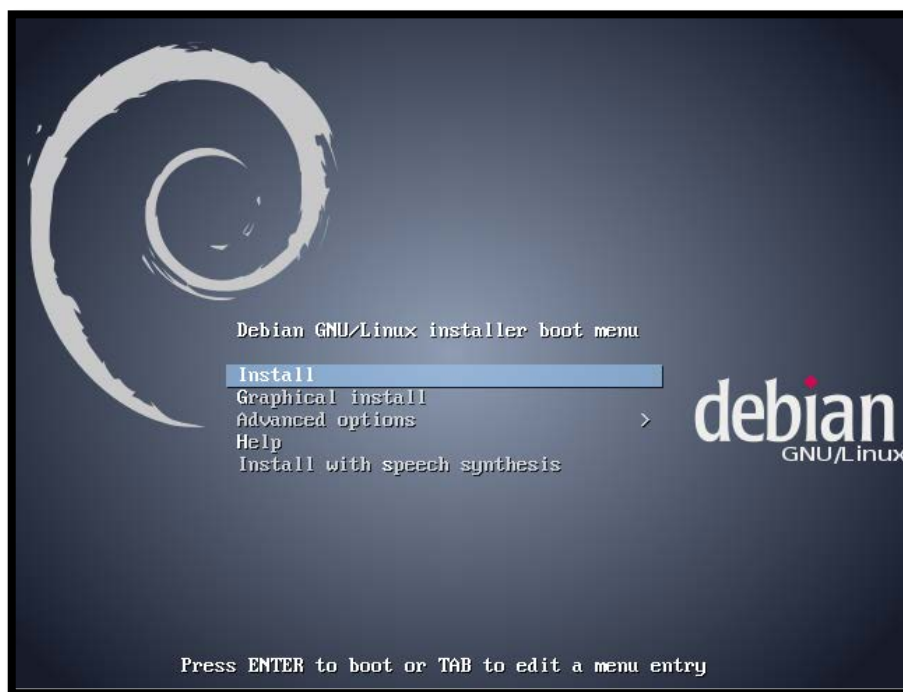 Debian GNU/Linux installer boot menu
Install
Graphical install
Advanced options >
Help
Install with speech synthesis
debian
GNU/Linux
Press ENTER to boot or TAB to edit a menu entry